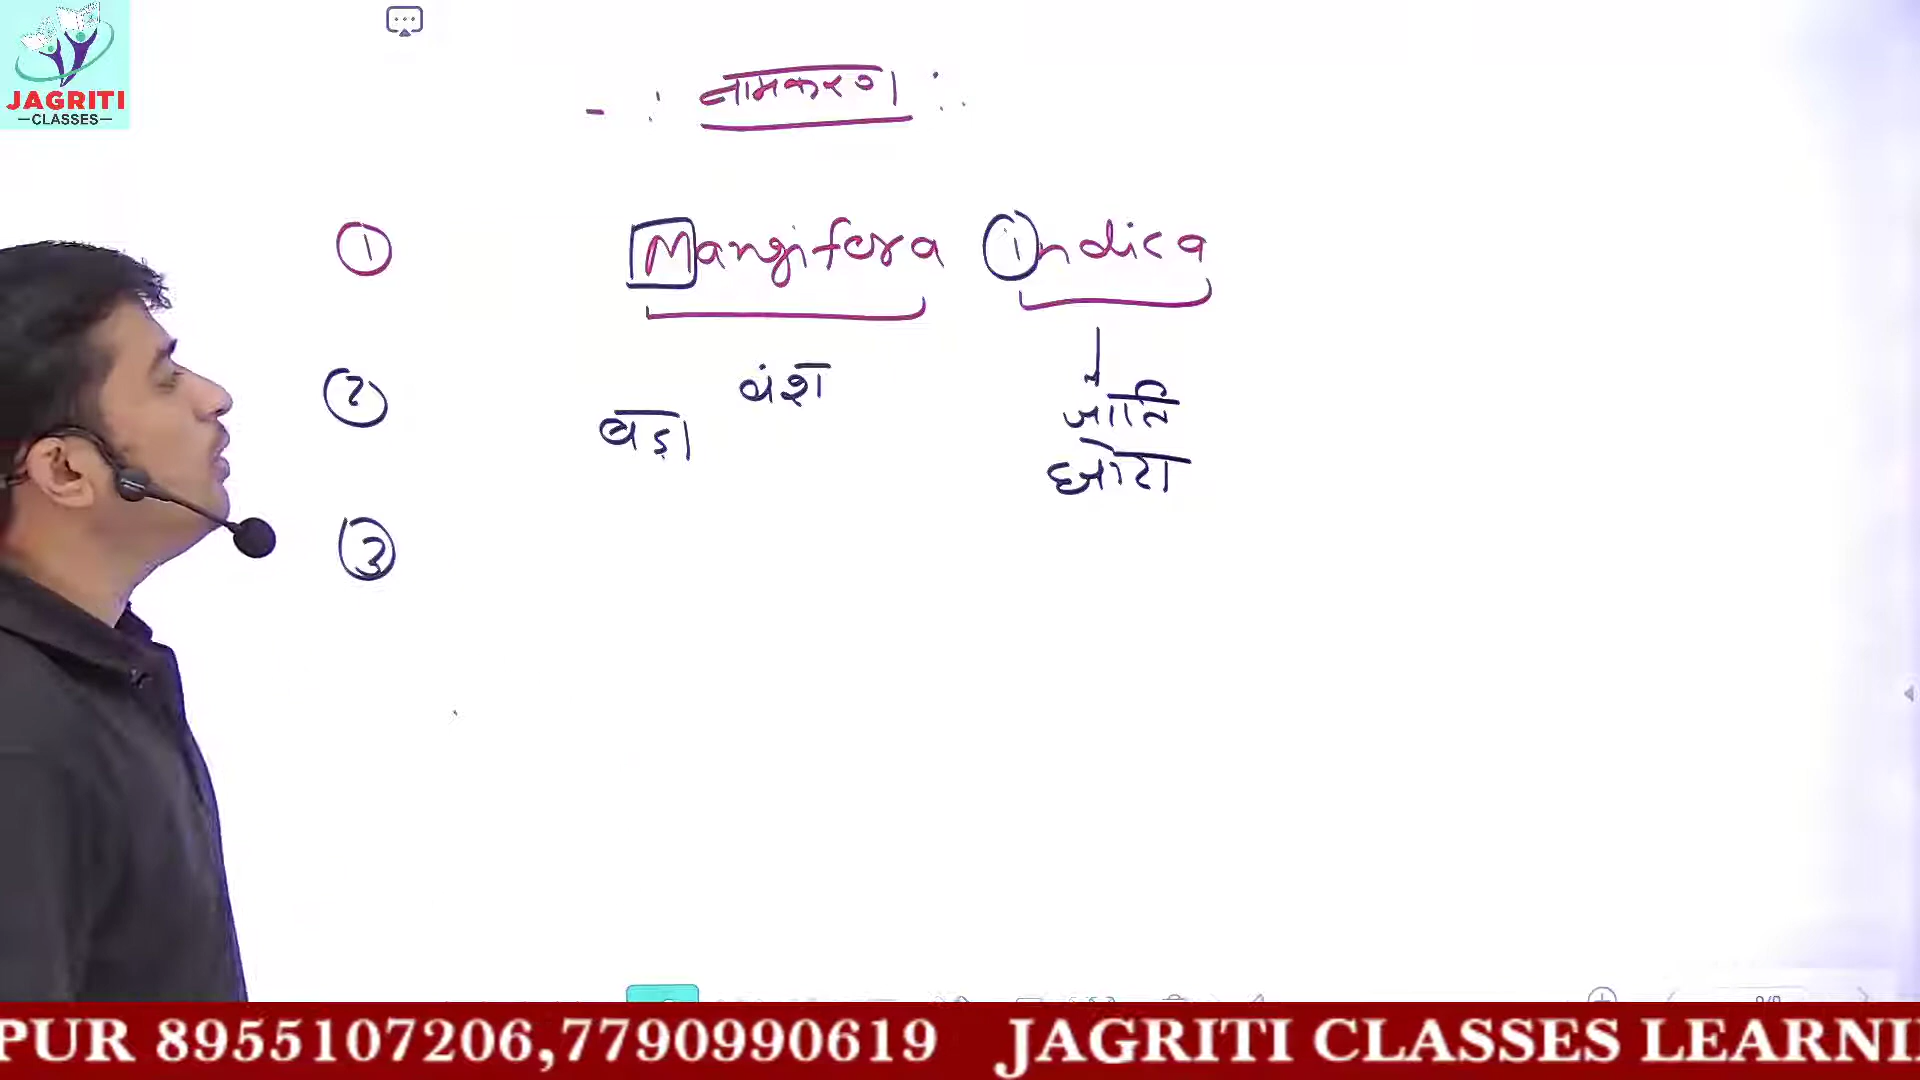 JAGRITI
CLASSES
नामकरण
① Mangifera indica
② वंश जाति
बड़ा छोटा
③
PUR 8955107206,7790990619 JAGRITI CLASSES LEARNI